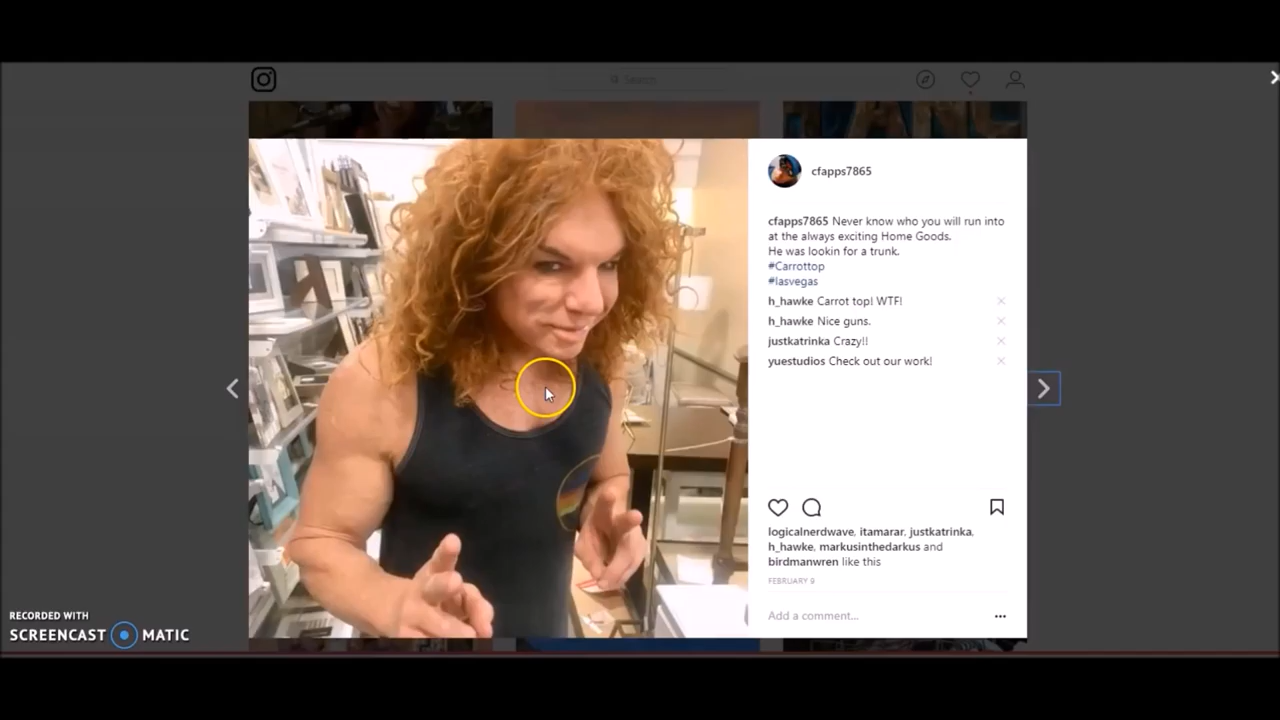 Search
cfapps7865
cfapps7865 Never know who you will run into
at the always exciting Home Goods.
He was lookin for a trunk.
#Carrottop
#lasvegas
h_hawke Carrot top! WTF!
h_hawke Nice guns.
justkatrinka Crazy!!
yuestudios Check out our work!
logicalnerdwave, itamarar, justkatrinka,
h_hawke, markusinthedarkus and
birdmanwren like this
FEBRUARY 9
Add a comment...
RECORDED WITH
SCREENCAST MATIC